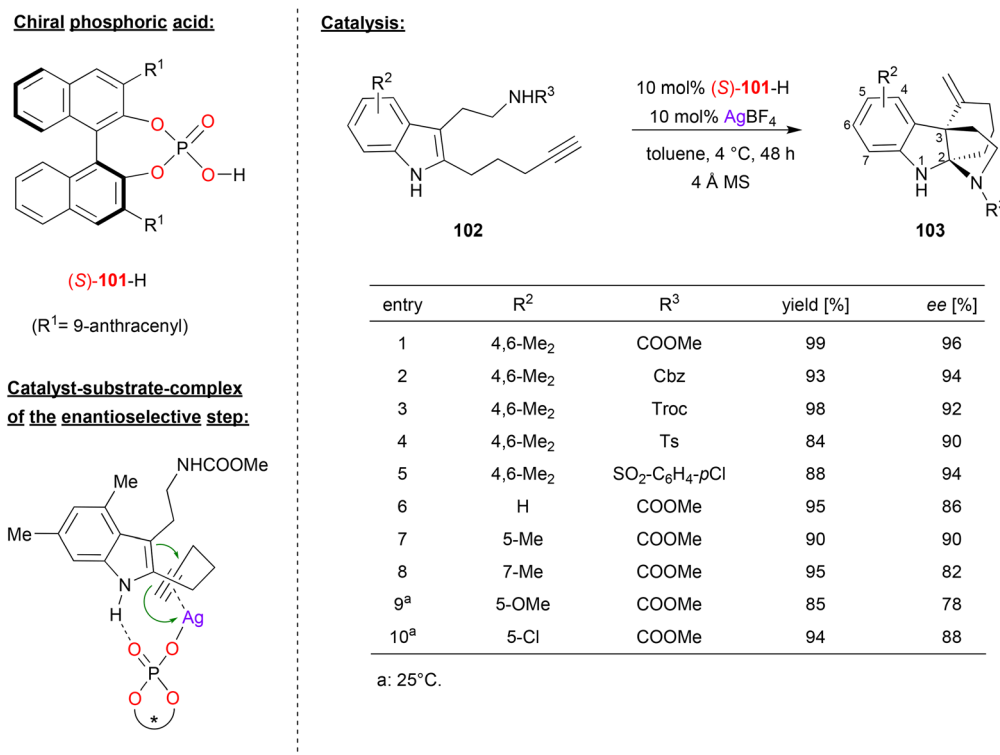 Chiral phosphoric acid:
R¹
O
O
P
O
O—H
R¹
(S)-101-H
(R¹= 9-anthracenyl)
Catalyst-substrate-complex
of the enantioselective step:
NHCOOMe
Me
Me
N
H
Ag
O
O
P
O
O
*
Catalysis:
R²
NHR³
N
H
102
10 mol% (S)-101-H
10 mol% AgBF₄
toluene, 4 °C, 48 h
4 Å MS
R²
5
4
6
3
7
1
2
N
H
N
R³
103
entry R² R³ yield [%] ee [%]
1 4,6-Me₂ COOMe 99 96
2 4,6-Me₂ Cbz 93 94
3 4,6-Me₂ Troc 98 92
4 4,6-Me₂ Ts 84 90
5 4,6-Me₂ SO₂-C₆H₄-pCl 88 94
6 H COOMe 95 86
7 5-Me COOMe 90 90
8 7-Me COOMe 95 82
9ᵃ 5-OMe COOMe 85 78
10ᵃ 5-Cl COOMe 94 88
a: 25°C.